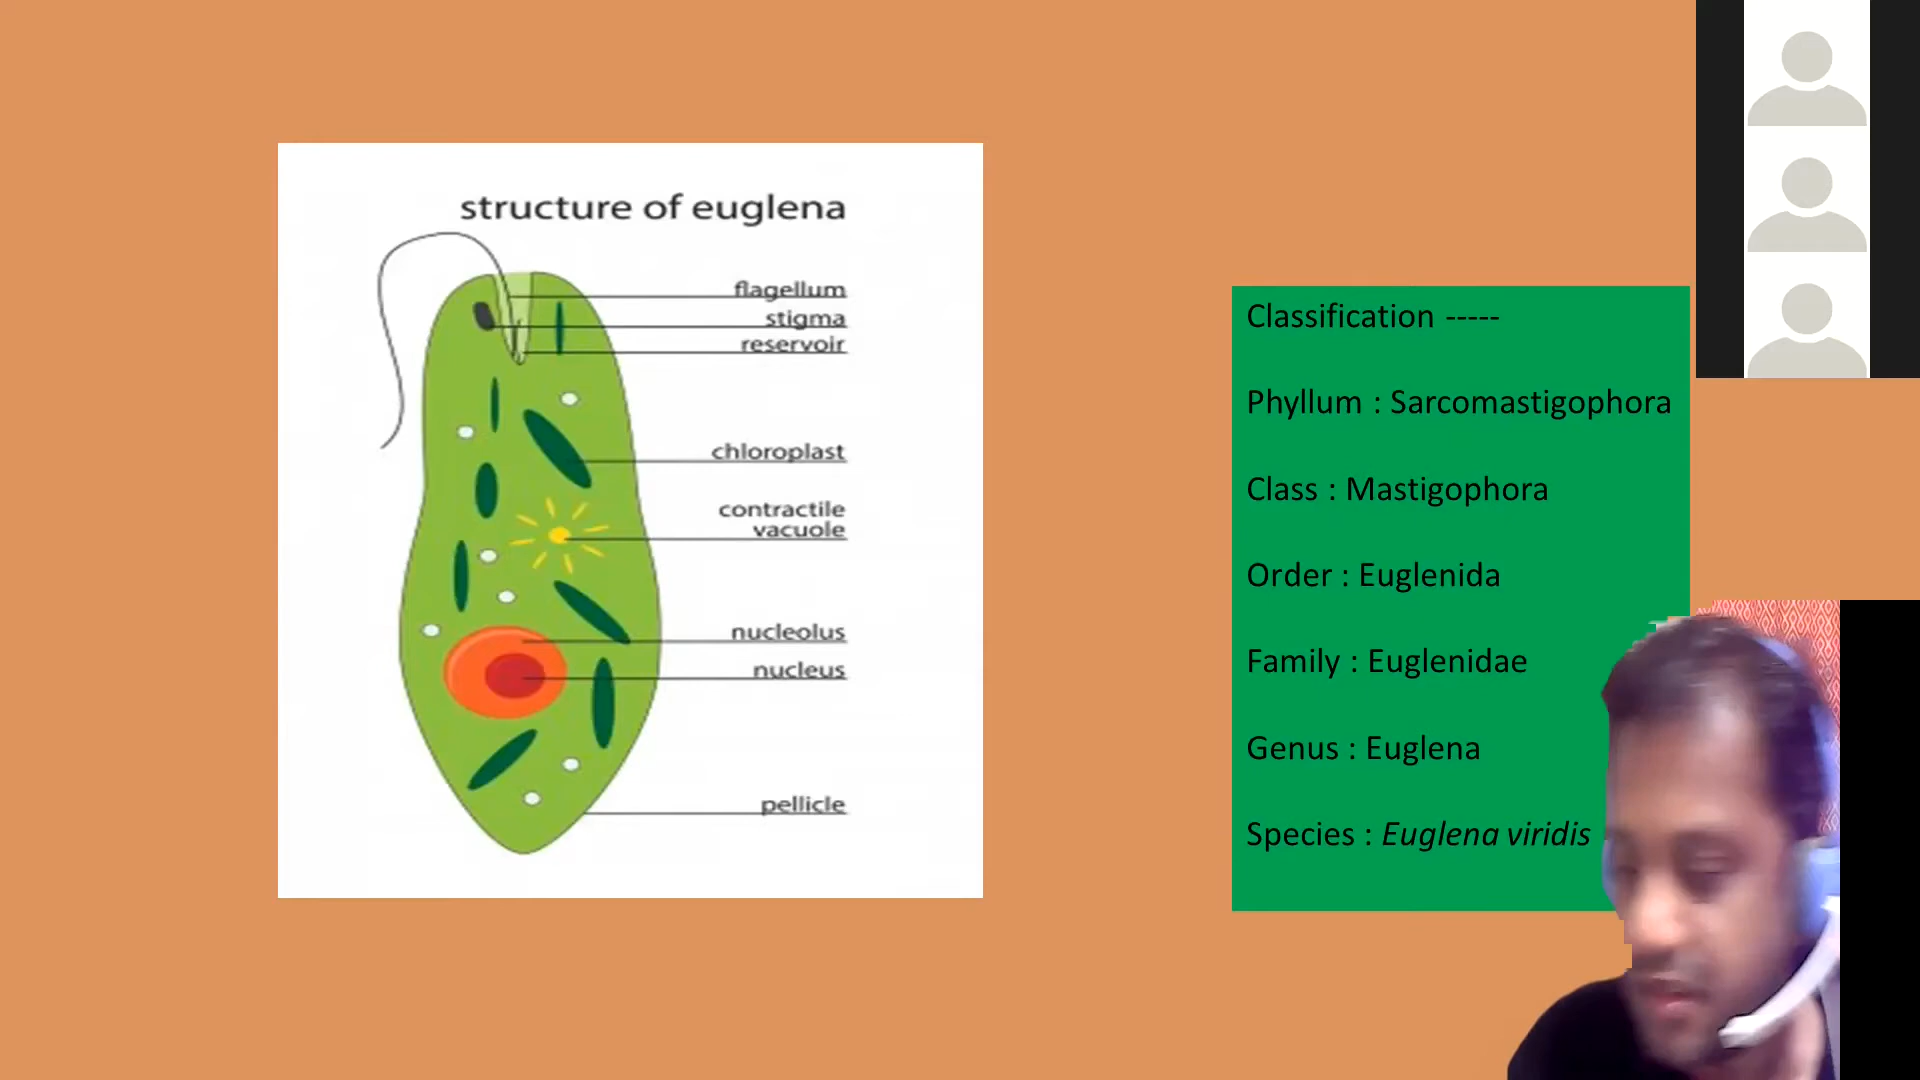 structure of euglena
flagellum
stigma
reservoir
chloroplast
contractile
vacuole
nucleolus
nucleus
pellicle
Classification -----
Phyllum : Sarcomastigophora
Class : Mastigophora
Order : Euglenida
Family : Euglenidae
Genus : Euglena
Species : Euglena viridis